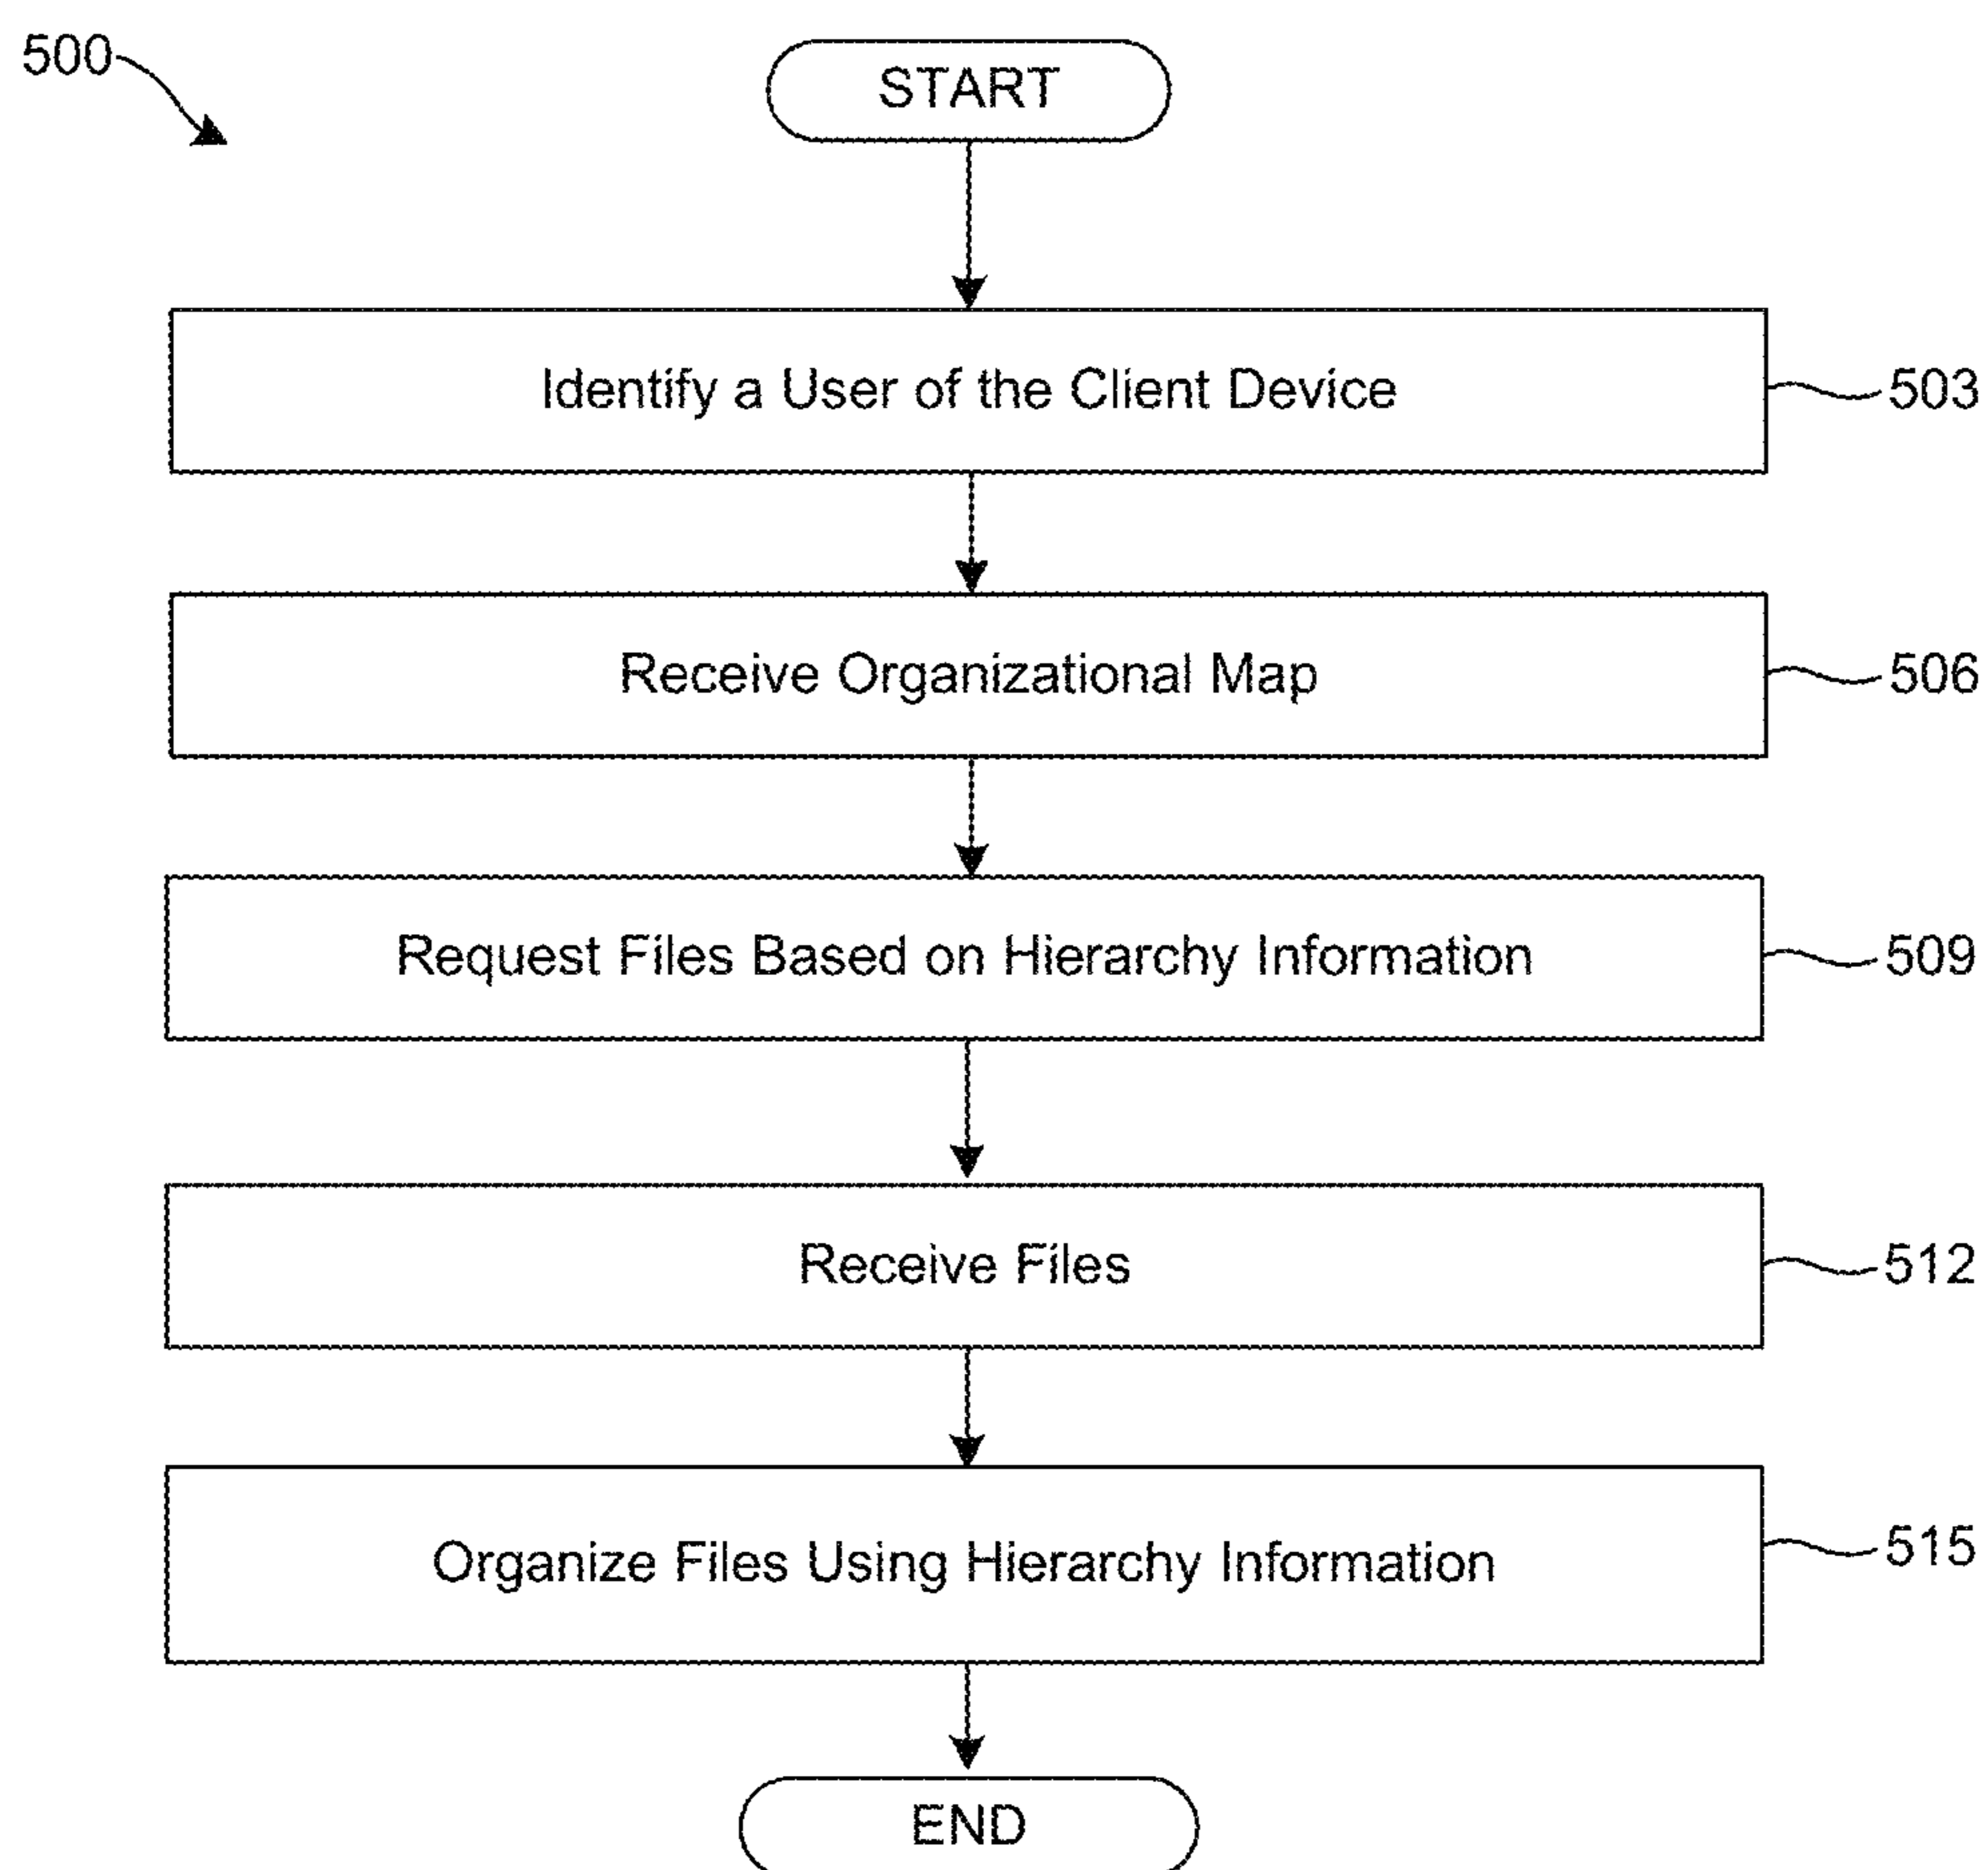 500
START
Identify a User of the Client Device
503
Receive Organizational Map
506
Request Files Based on Hierarchy Information
509
Receive Files
512
Organize Files Using Hierarchy Information
515
END